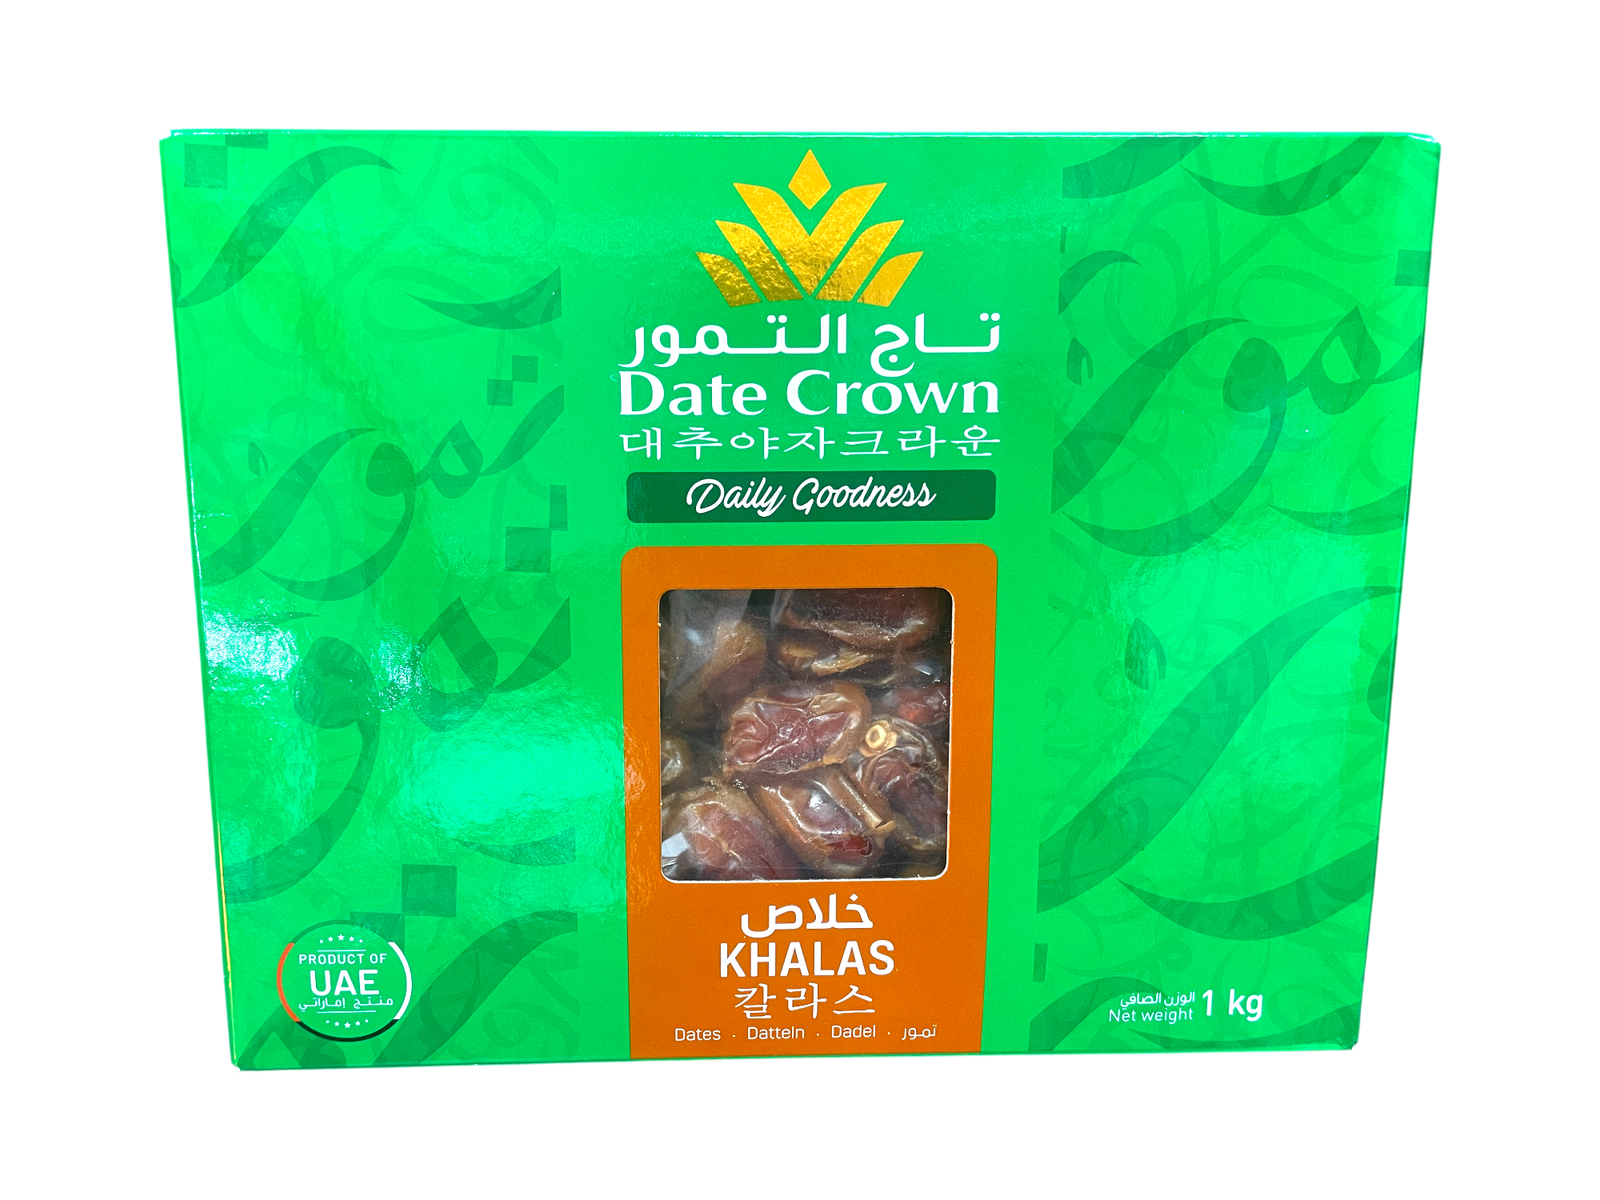 تاج التمور
Date Crown
대추야자크라운
Daily Goodness
خلاص
KHALAS
칼라스
Dates · Datteln · Dadel · تمور
PRODUCT OF
UAE
منتج إماراتي
الوزن الصافي
Net weight
1 kg